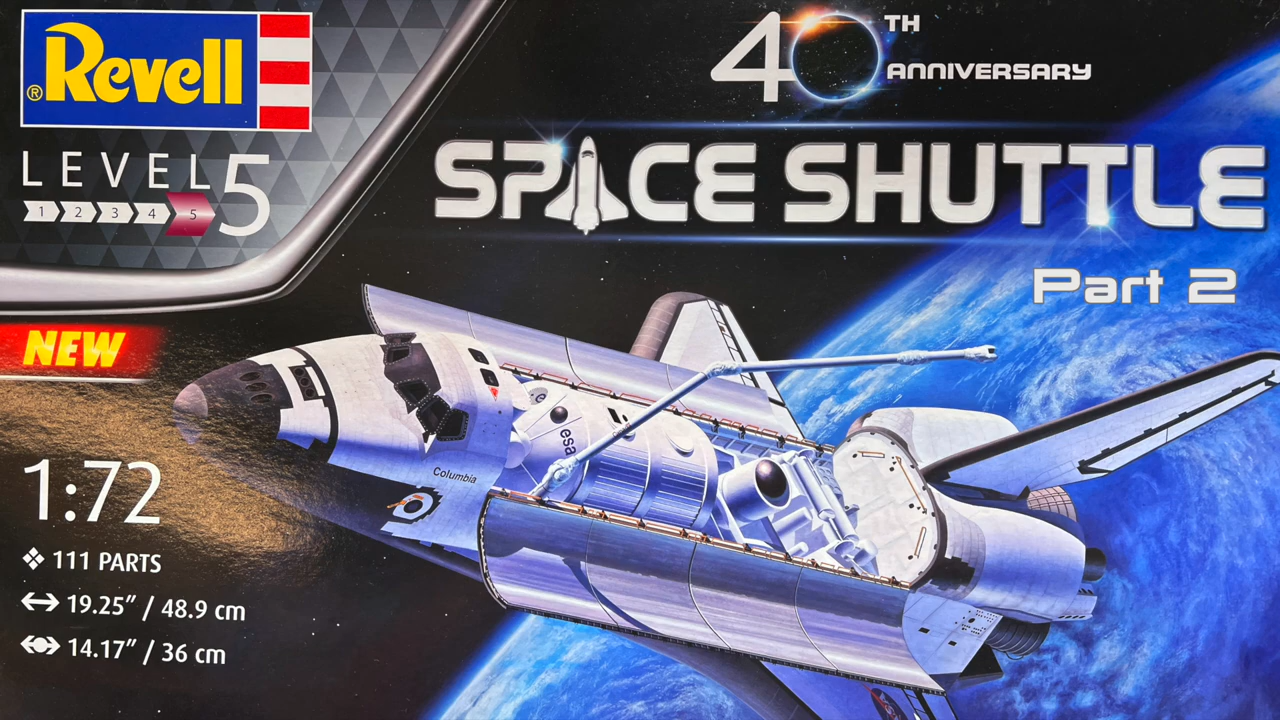 ® Revell
LEVEL 5
1 2 3 4 5
40TH
ANNIVERSARY
SPACE SHUTTLE
Part 2
NEW
1:72
111 PARTS
19.25″ / 48.9 cm
14.17″ / 36 cm
esa
Columbia